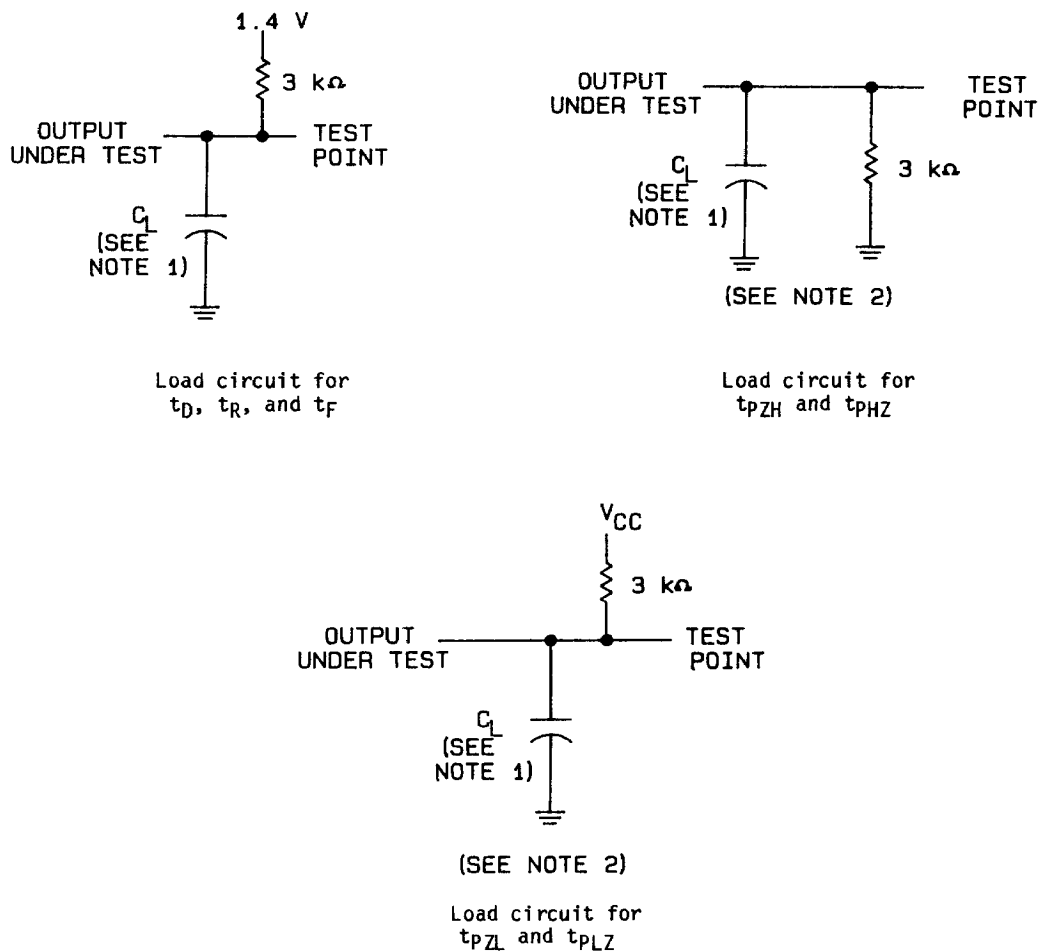 1.4 V
3 kΩ
OUTPUT
UNDER TEST
TEST
POINT
C_L
(SEE
NOTE 1)
Load circuit for
t_D, t_R, and t_F
OUTPUT
UNDER TEST
TEST
POINT
C_L
(SEE
NOTE 1)
3 kΩ
(SEE NOTE 2)
Load circuit for
t_PZH and t_PHZ
V_CC
3 kΩ
OUTPUT
UNDER TEST
TEST
POINT
C_L
(SEE
NOTE 1)
(SEE NOTE 2)
Load circuit for
t_PZL and t_PLZ